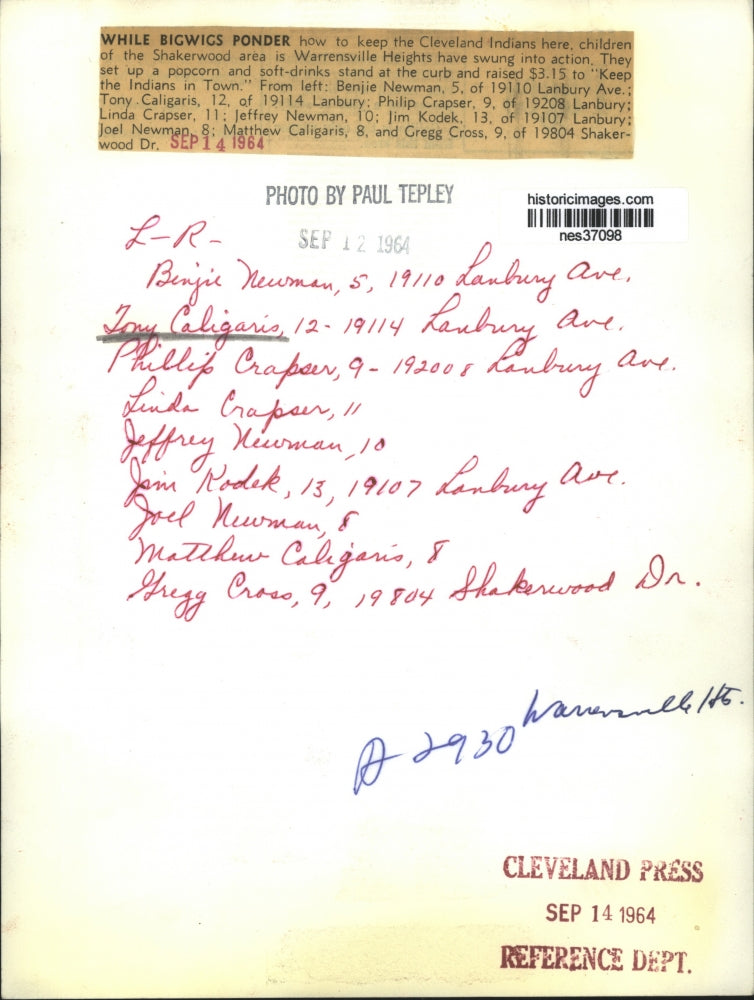 WHILE BIGWIGS PONDER how to keep the Cleveland Indians here, children
of the Shakerwood area is Warrensville Heights have swung into action. They
set up a popcorn and soft-drinks stand at the curb and raised $3.15 to "Keep
the Indians in Town." From left: Benjie Newman, 5, of 19110 Lanbury Ave.;
Tony Caligaris, 12, of 19114 Lanbury; Philip Crapser, 9, of 19208 Lanbury;
Linda Crapser, 11; Jeffrey Newman, 10; Jim Kodek, 13, of 19107 Lanbury;
Joel Newman, 8; Matthew Caligaris, 8, and Gregg Cross, 9, of 19804 Shaker-
wood Dr. SEP 14 1964
PHOTO BY PAUL TEPLEY
historicimages.com
nes37098
SEP 12 1964
L-R-
Benjie Newman, 5, 19110 Lanbury Ave.
Tony Caligaris, 12- 19114 Lanbury Ave.
Phillip Crapser, 9- 192008 Lanbury Ave.
Linda Crapser, 11
Jeffrey Newman, 10
Jim Kodek, 13, 19107 Lanbury Ave.
Joel Newman, 8
Matthew Caligaris, 8
Gregg Cross, 9, 19804 Shakerwood Dr.
Warrensville Hts.
A 2930
CLEVELAND PRESS
SEP 14 1964
REFERENCE DEPT.